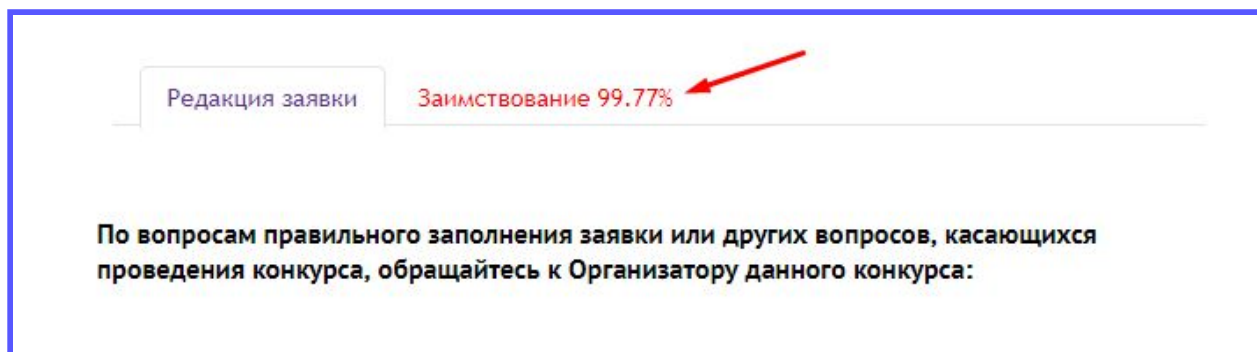 Редакция заявки Заимствование 99.77%
По вопросам правильного заполнения заявки или других вопросов, касающихся
проведения конкурса, обращайтесь к Организатору данного конкурса: